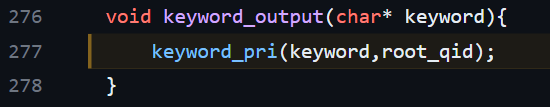 276 void keyword_output(char* keyword){
277 keyword_pri(keyword,root_qid);
278 }